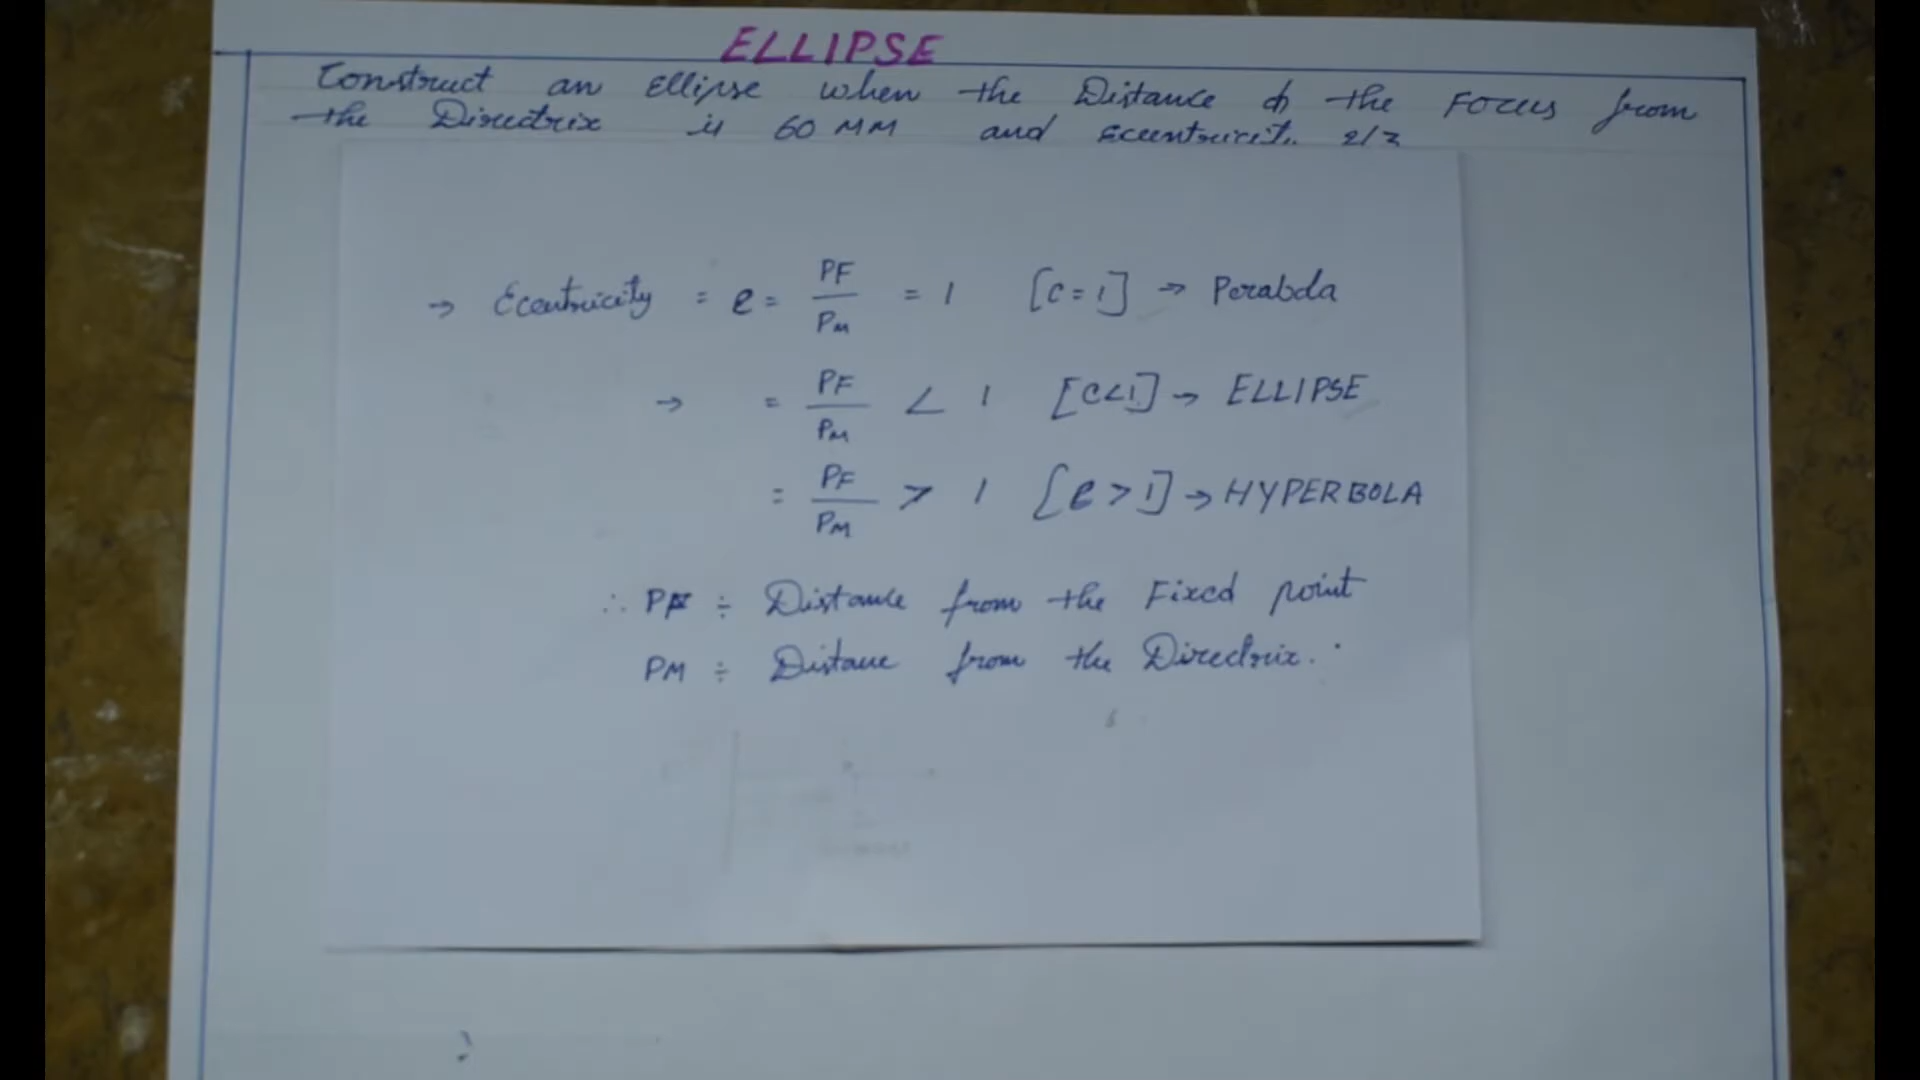 ELLIPSE
Construct an Ellipse when the Distance of the Focus from
the Directrix is 60 MM and eccentricity 2/3
→ Eccentricity = e = PF/PM = 1 [e=1] → Perabola
→ = PF/PM < 1 [e<1] → ELLIPSE
= PF/PM > 1 [e>1] → HYPERBOLA
∴ PF ÷ Distance from the Fixed point
PM ÷ Distance from the Directrix.